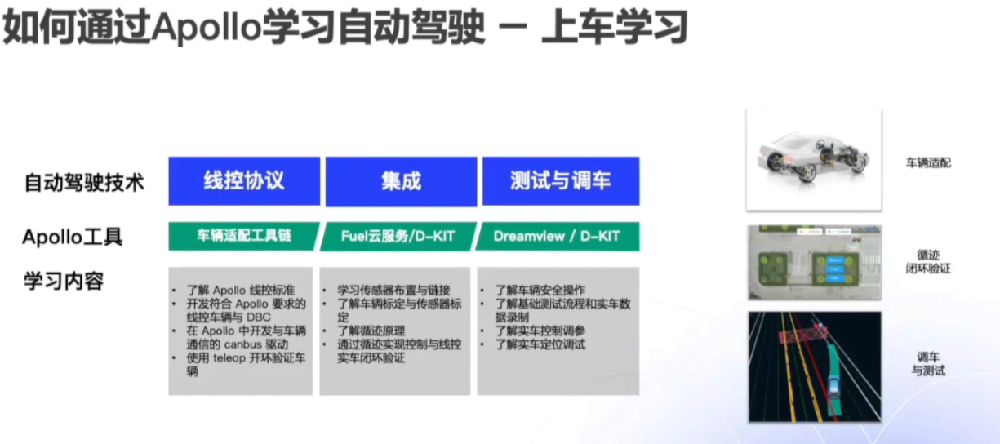 如何通过Apollo学习自动驾驶 — 上车学习
自动驾驶技术
线控协议
集成
测试与调车
Apollo工具
车辆适配工具链
Fuel云服务/D-KIT
Dreamview / D-KIT
学习内容
• 了解 Apollo 线控标准
• 开发符合 Apollo 要求的
线控车辆与 DBC
• 在 Apollo 中开发与车辆
通信的 canbus 驱动
• 使用 teleop 开环验证车
辆
• 学习传感器布置与链接
• 了解车辆标定与传感器标
定
• 了解循迹原理
• 通过循迹实现控制与线控
实车闭环验证
• 了解车辆安全操作
• 了解基础测试流程和实车数
据录制
• 了解实车控制调参
• 了解实车定位调试
车辆适配
循迹
闭环验证
调车
与测试